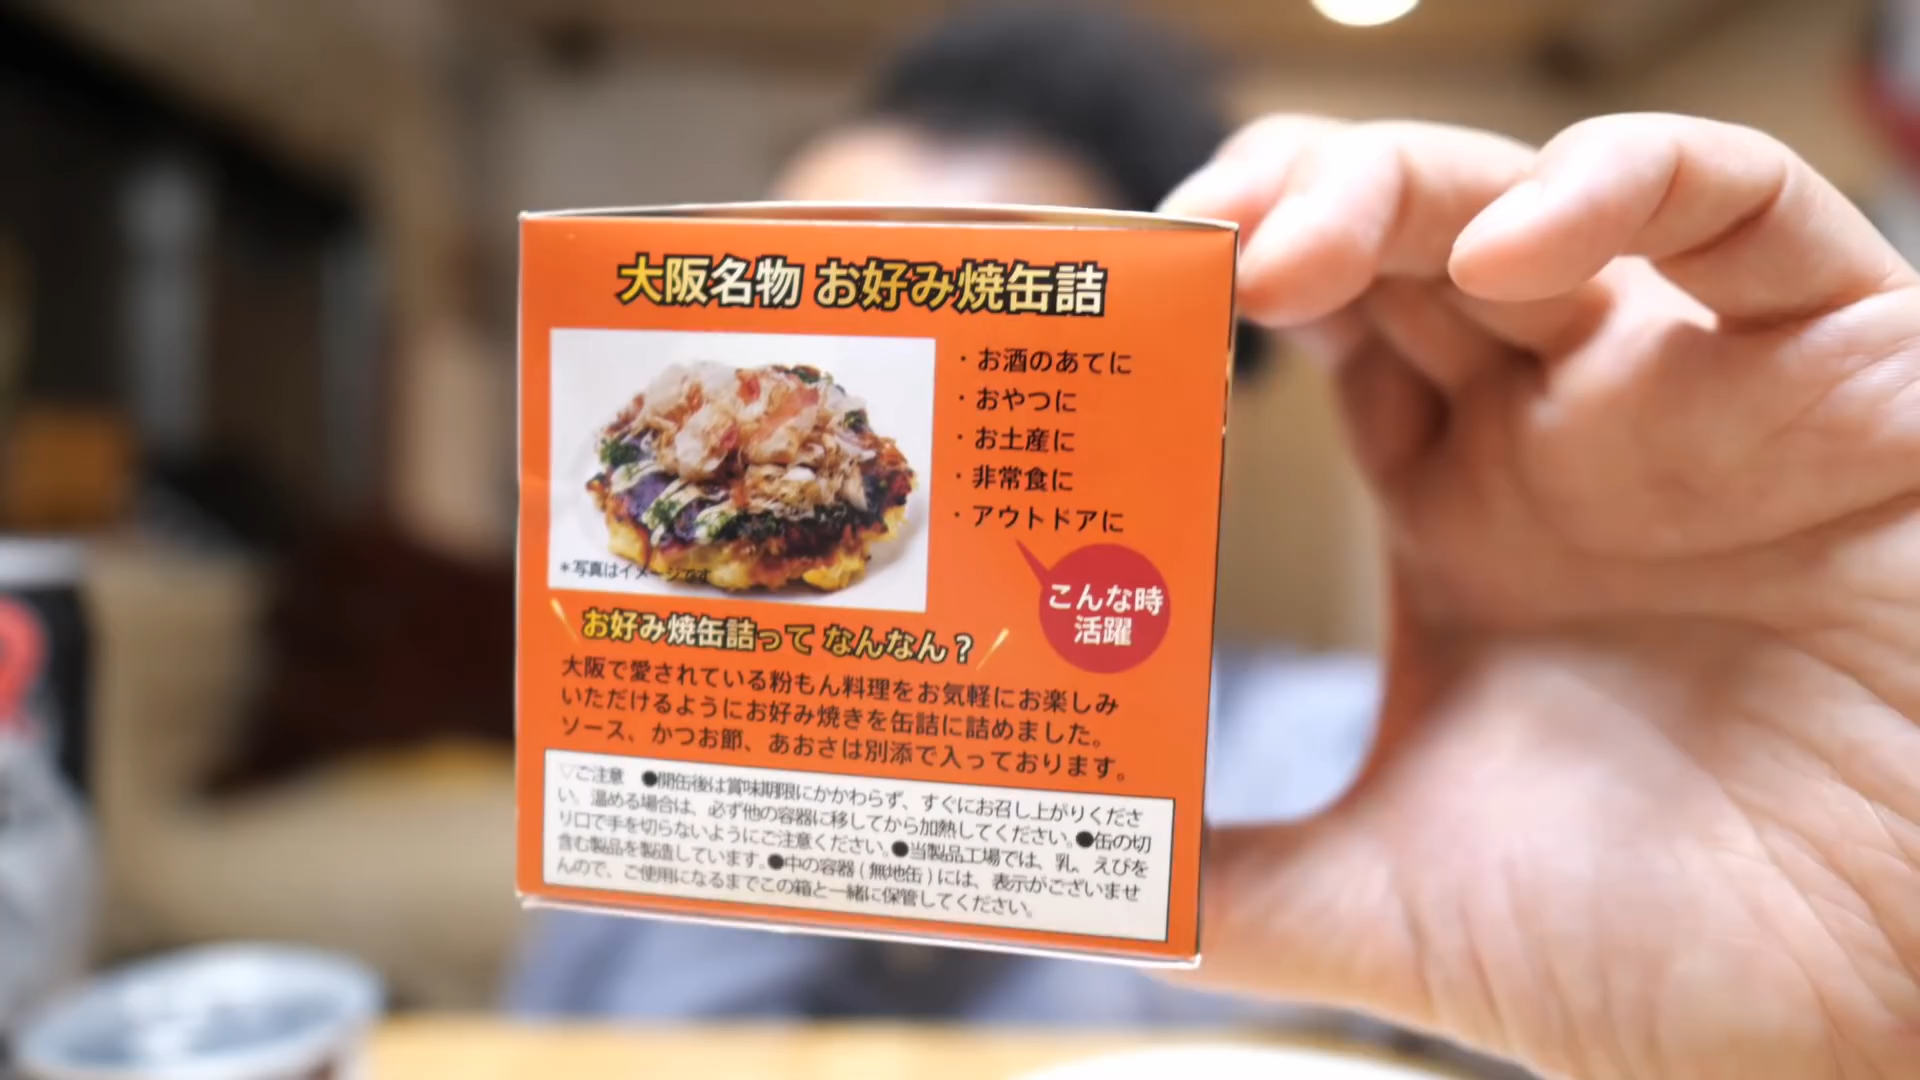 大阪名物 お好み焼缶詰
・お酒のあてに
・おやつに
・お土産に
・非常食に
・アウトドアに
こんな時
活躍
＊写真はイメージです
お好み焼缶詰って なんなん？
大阪で愛されている粉もん料理をお気軽にお楽しみ
いただけるようにお好み焼きを缶詰に詰めました。
ソース、かつお節、あおさは別添で入っております。
▽ご注意　●開缶後は賞味期限にかかわらず、すぐにお召し上がりくださ
い。温める場合は、必ず他の容器に移してから加熱してください。●缶の切
り口で手を切らないようにご注意ください。●当製品工場では、乳、えびを
含む製品を製造しています。●中の容器(無地缶)には、表示がございませ
んので、ご使用になるまでこの箱と一緒に保管してください。